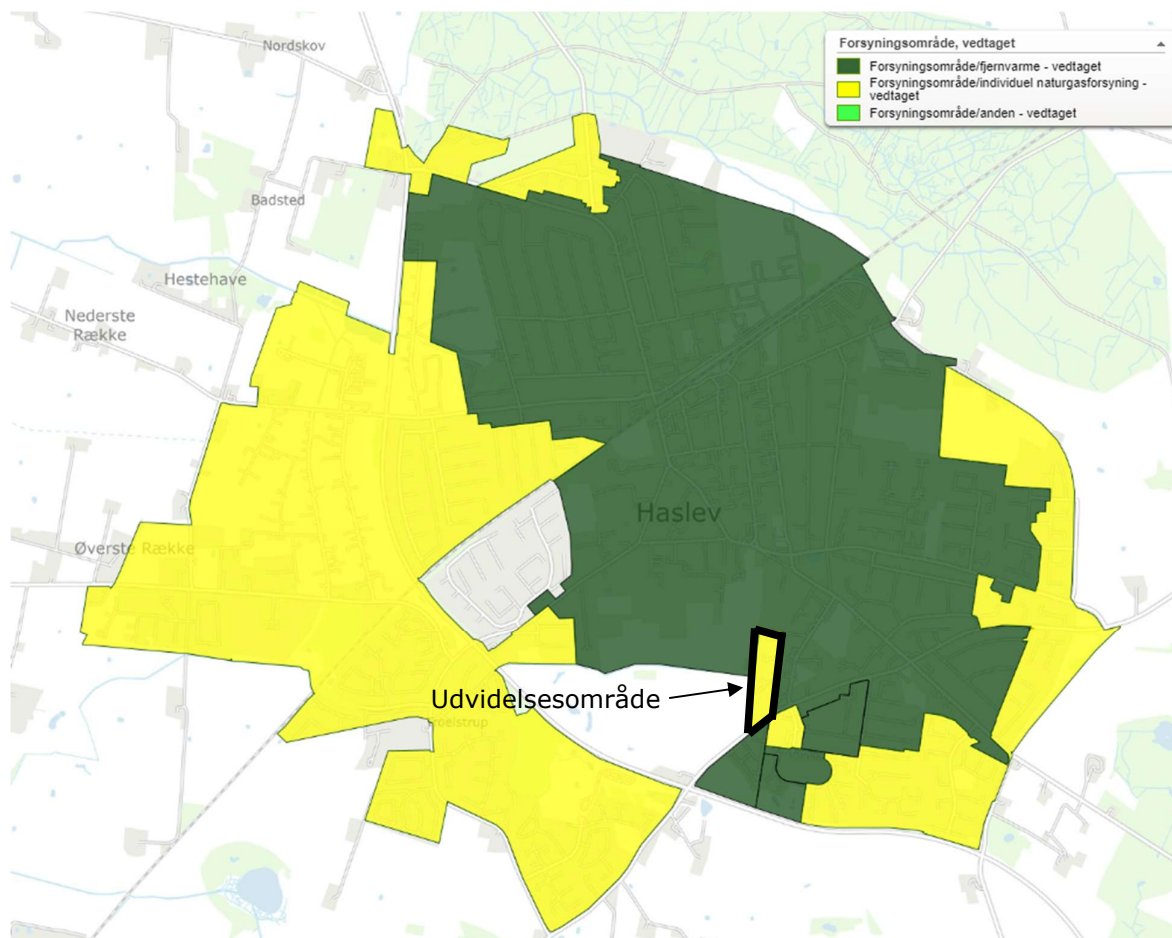 Nordskov
Forsyningsområde, vedtaget
Forsyningsområde/fjernvarme - vedtaget
Forsyningsområde/individuel naturgasforsyning -
vedtaget
Forsyningsområde/anden - vedtaget
Badsted
Hestehave
Nederste
Række
Haslev
Øverste Række
Udvidelsesområde
Troelstrup